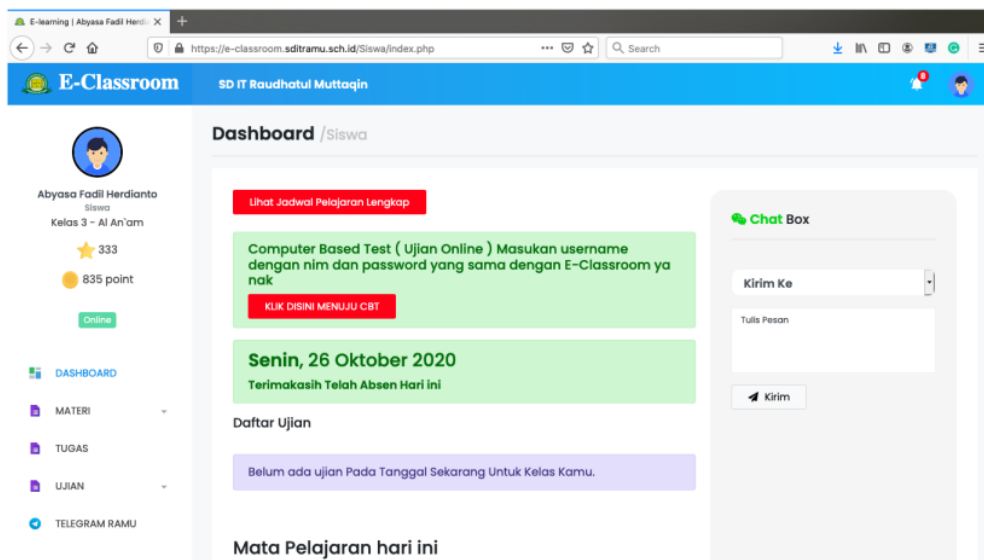 E-learning | Abyasa Fadil Herdi
https://e-classroom.sditramu.sch.id/Siswa/index.php
Search
E-Classroom
SD IT Raudhatul Muttaqin
8
Dashboard /Siswa
Abyasa Fadil Herdianto
Siswa
Kelas 3 - Al An'am
333
835 point
Online
DASHBOARD
MATERI
TUGAS
UJIAN
TELEGRAM RAMU
Lihat Jadwal Pelajaran Lengkap
Computer Based Test ( Ujian Online ) Masukan username
dengan nim dan password yang sama dengan E-Classroom ya
nak
KLIK DISINI MENUJU CBT
Senin, 26 Oktober 2020
Terimakasih Telah Absen Hari ini
Daftar Ujian
Belum ada ujian Pada Tanggal Sekarang Untuk Kelas Kamu.
Mata Pelajaran hari ini
Chat Box
Kirim Ke
Tulis Pesan
Kirim